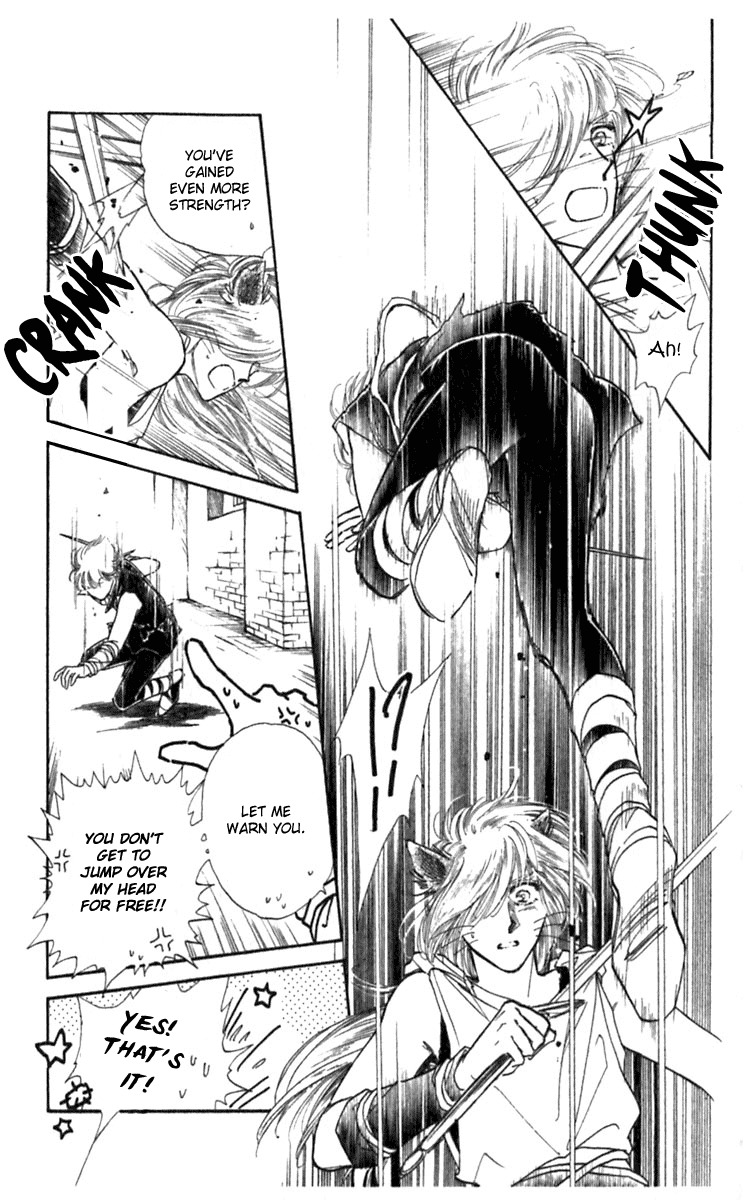 THUNK
Ah!
!?
YOU'VE
GAINED
EVEN MORE
STRENGTH?
CRANK
LET ME
WARN YOU.
YOU DON'T
GET TO
JUMP OVER
MY HEAD
FOR FREE!!
YES!
THAT'S
IT!